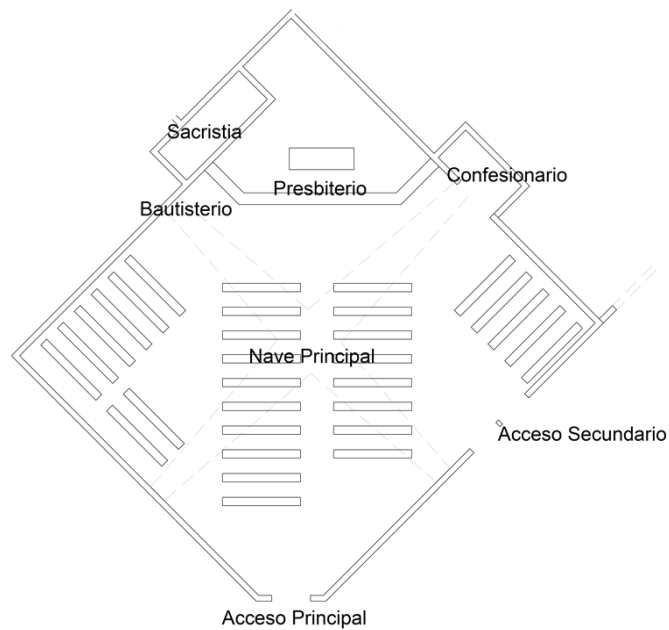 Sacristia
Confesionario
Presbiterio
Bautisterio
Nave Principal
Acceso Secundario
Acceso Principal